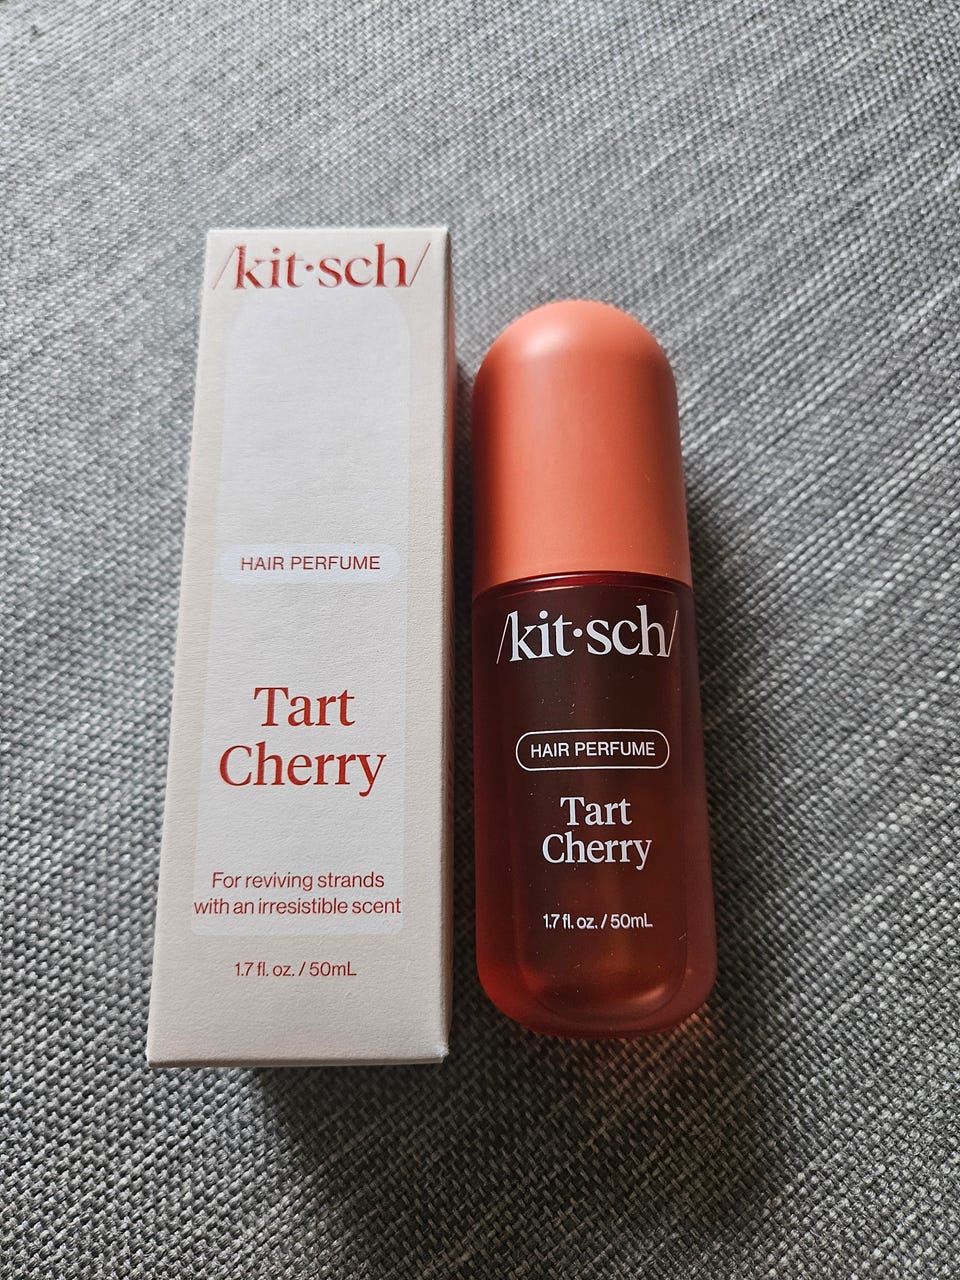 /kit·sch/
HAIR PERFUME
Tart
Cherry
For reviving strands
with an irresistible scent
1.7 fl. oz. / 50mL
/kit·sch/
HAIR PERFUME
Tart
Cherry
1.7 fl. oz. / 50mL